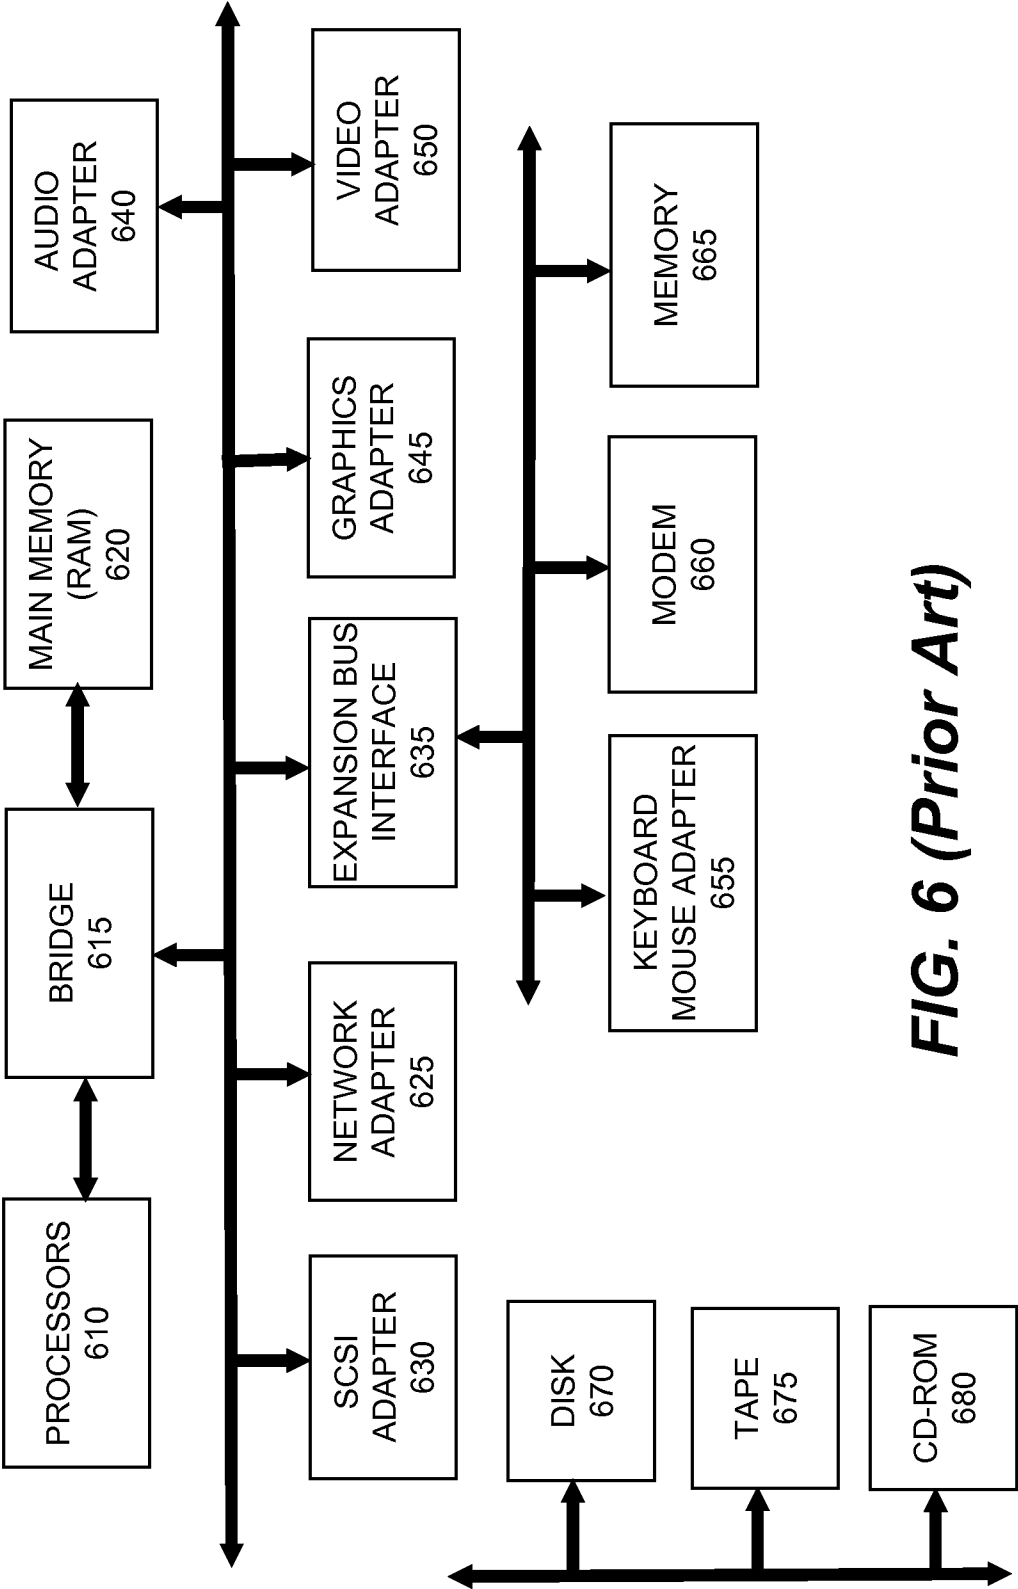 PROCESSORS
610
BRIDGE
615
MAIN MEMORY
(RAM)
620
AUDIO
ADAPTER
640
SCSI
ADAPTER
630
NETWORK
ADAPTER
625
EXPANSION BUS
INTERFACE
635
GRAPHICS
ADAPTER
645
VIDEO
ADAPTER
650
DISK
670
TAPE
675
CD-ROM
680
KEYBOARD
MOUSE ADAPTER
655
MODEM
660
MEMORY
665
FIG. 6 (Prior Art)